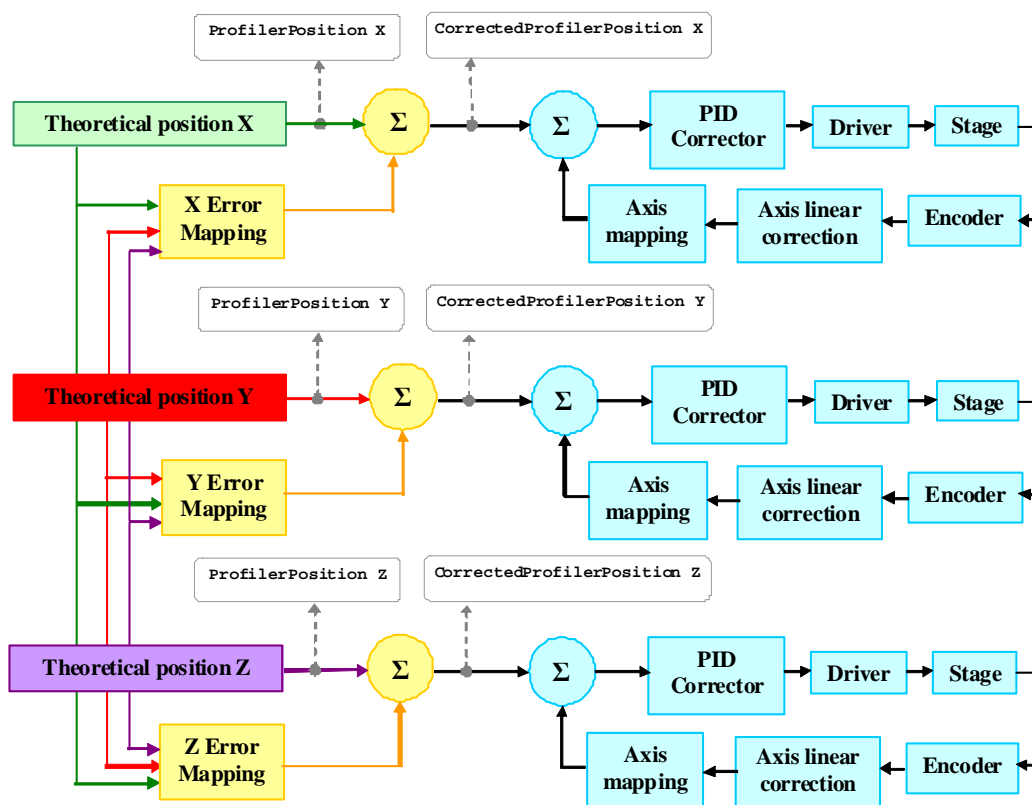 ProfilerPosition X
CorrectedProfilerPosition X
Theoretical position X
Σ
Σ
PID
Corrector
Driver
Stage
X Error
Mapping
Axis
mapping
Axis linear
correction
Encoder
ProfilerPosition Y
CorrectedProfilerPosition Y
Theoretical position Y
Σ
Σ
PID
Corrector
Driver
Stage
Y Error
Mapping
Axis
mapping
Axis linear
correction
Encoder
ProfilerPosition Z
CorrectedProfilerPosition Z
Theoretical position Z
Σ
Σ
PID
Corrector
Driver
Stage
Z Error
Mapping
Axis
mapping
Axis linear
correction
Encoder